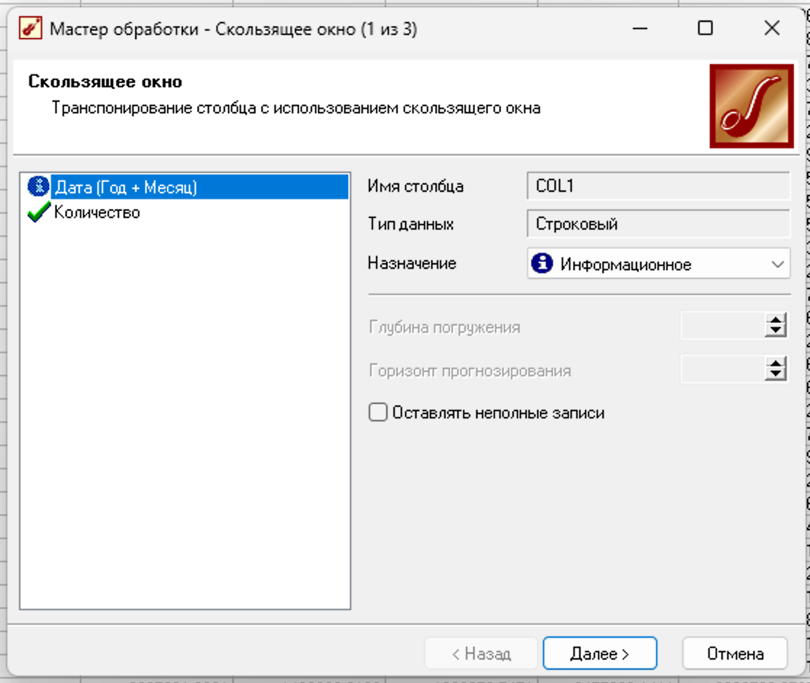 Мастер обработки - Скользящее окно (1 из 3)
Скользящее окно
Транспонирование столбца с использованием скользящего окна
Дата (Год + Месяц)
Количество
Имя столбца
COL1
Тип данных
Строковый
Назначение
Информационное
Глубина погружения
Горизонт прогнозирования
Оставлять неполные записи
< Назад
Далее >
Отмена